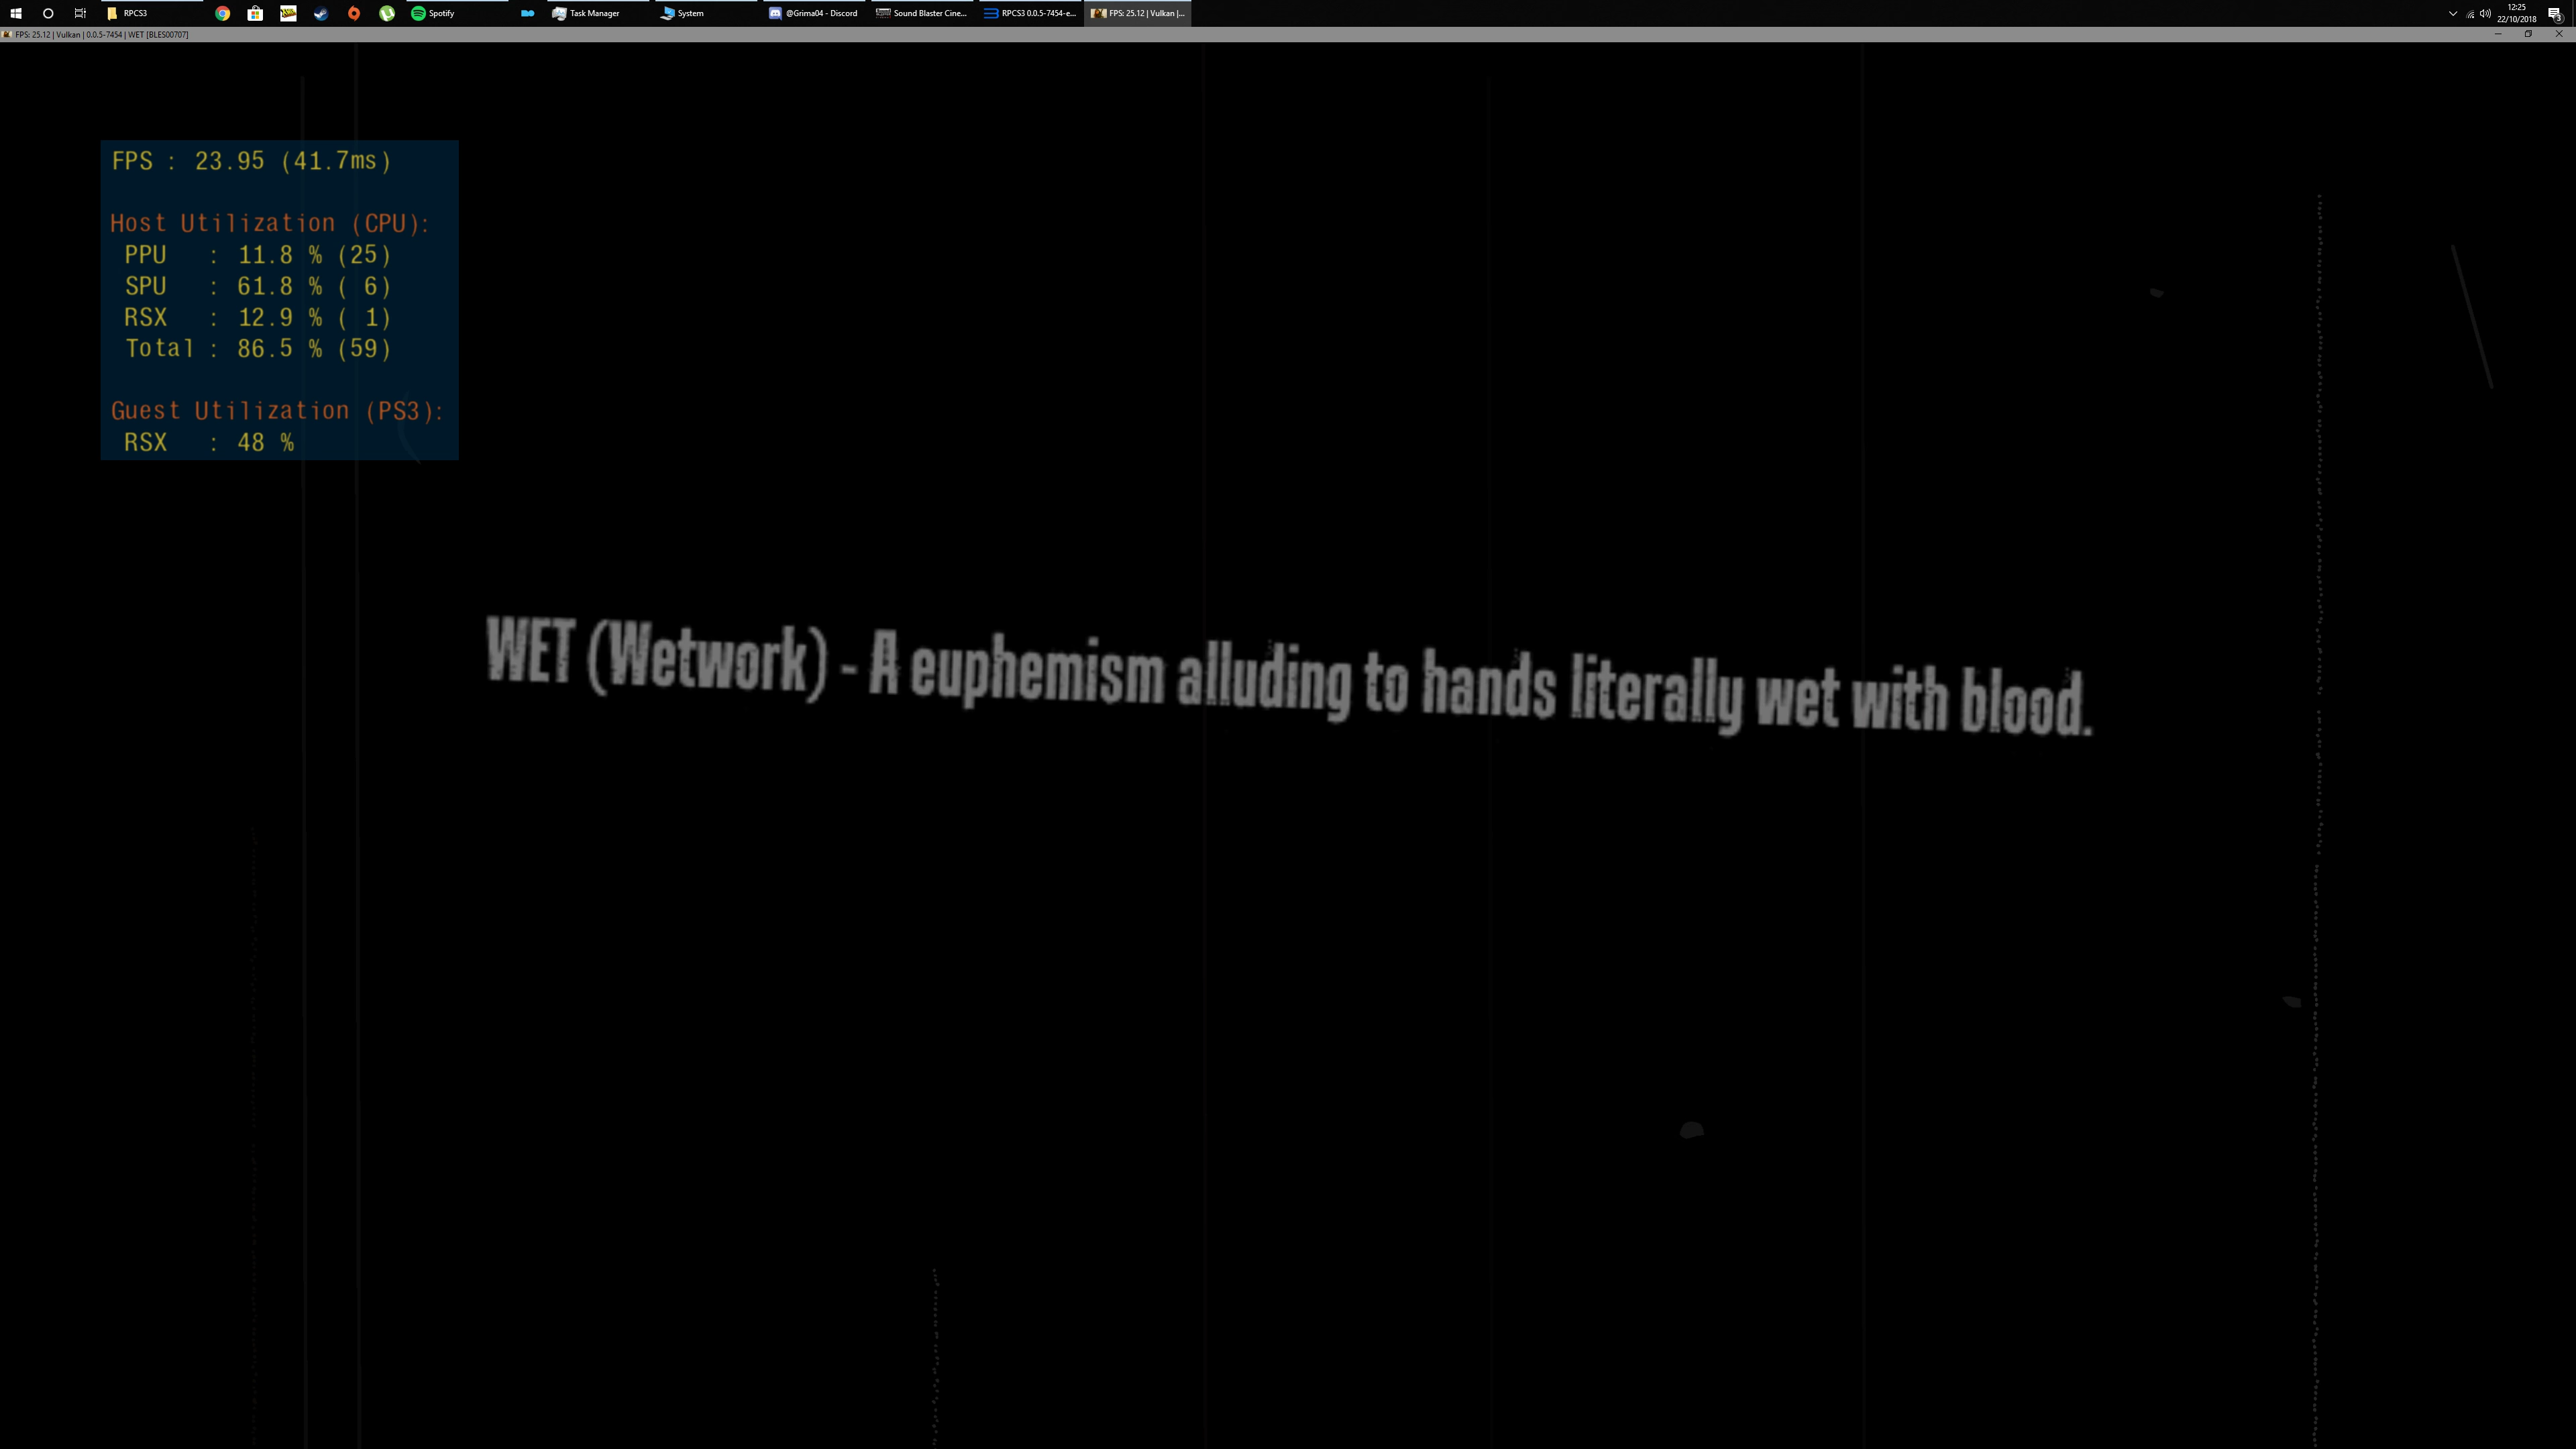 RPCS3
Spotify
Task Manager
System
@Grima04 - Discord
Sound Blaster Cine...
RPCS3 0.0.5-7454-e...
FPS: 25.12 | Vulkan |...
12:25
22/10/2018
3
FPS: 25.12 | Vulkan | 0.0.5-7454 | WET [BLES00707]
FPS : 23.95 (41.7ms)
Host Utilization (CPU):
PPU : 11.8 % (25)
SPU : 61.8 % ( 6)
RSX : 12.9 % ( 1)
Total : 86.5 % (59)
Guest Utilization (PS3):
RSX : 48 %
WET (Wetwork) - A euphemism alluding to hands literally wet with blood.